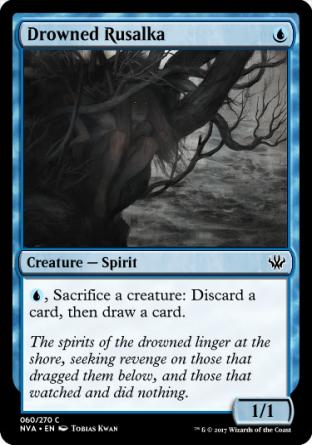 Drowned Rusalka
Creature — Spirit
, Sacrifice a creature: Discard a
card, then draw a card.
The spirits of the drowned linger at the
shore, seeking revenge on those that
dragged them below, and those that
watched and did nothing.
1/1
060/270 C
NVA • EN Tobias Kwan
™ & © 2017 Wizards of the Coast